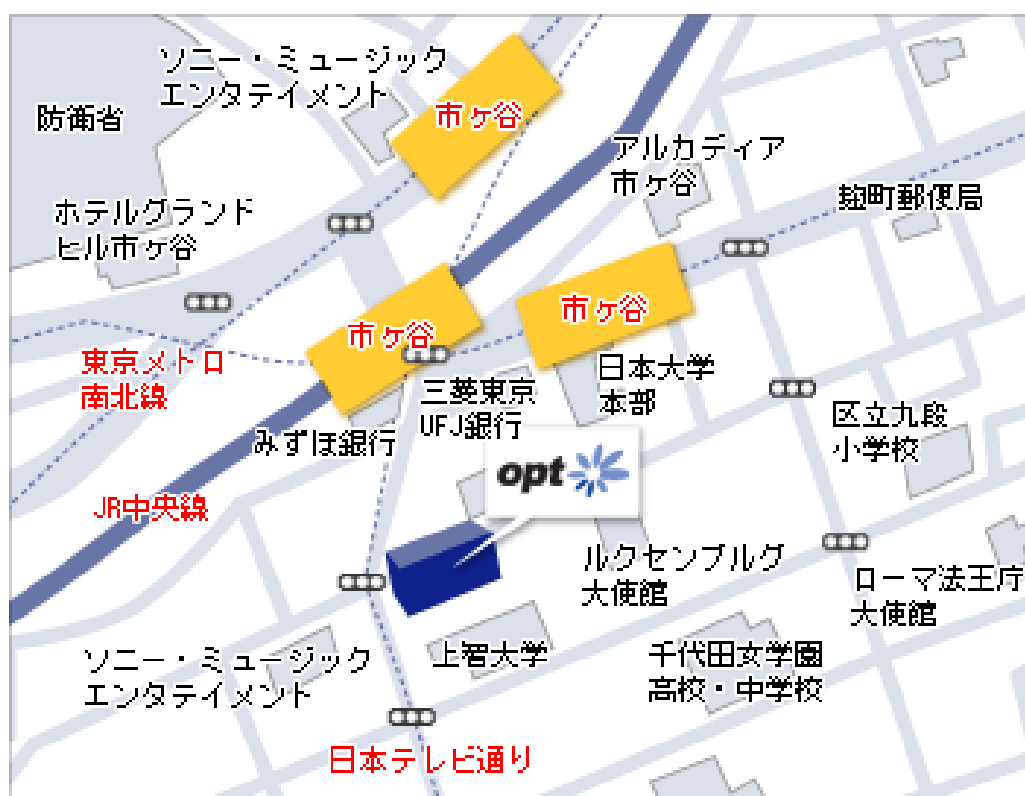 ソニー・ミュージック
エンタテイメント
市ヶ谷
防衛省
アルカディア
市ヶ谷
麹町郵便局
ホテルグランド
ヒル市ヶ谷
市ヶ谷
市ヶ谷
東京メトロ
南北線
三菱東京
UFJ銀行
日本大学
本部
区立九段
小学校
みずほ銀行
opt
JR中央線
ルクセンブルグ
大使館
ローマ法王庁
大使館
ソニー・ミュージック
エンタテイメント
上智大学
千代田女学園
高校・中学校
日本テレビ通り